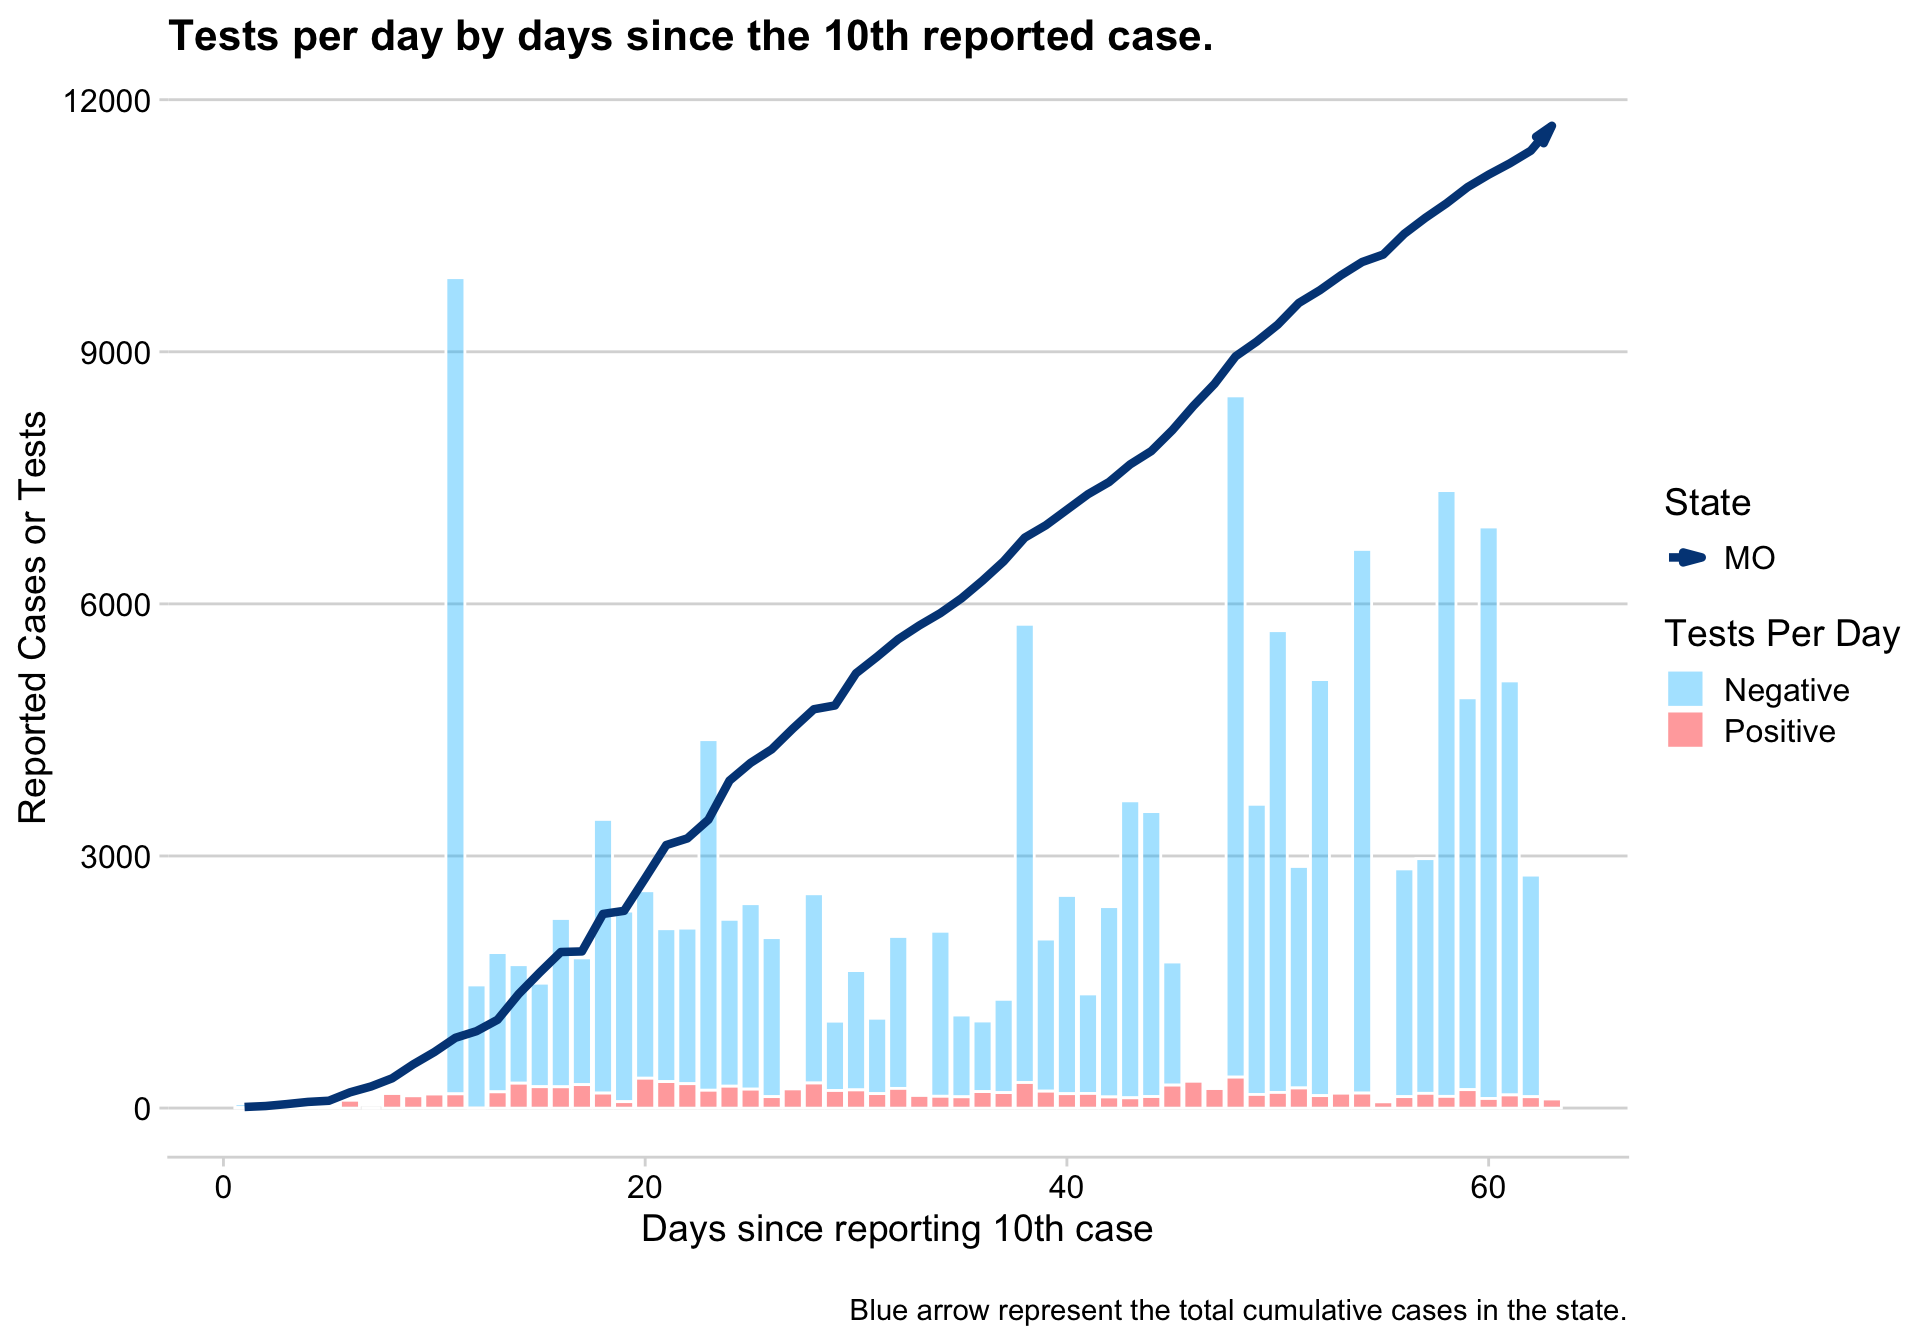 Tests per day by days since the 10th reported case.
12000
9000
6000
3000
0
Reported Cases or Tests
0 20 40 60
Days since reporting 10th case
State
MO
Tests Per Day
Negative
Positive
Blue arrow represent the total cumulative cases in the state.